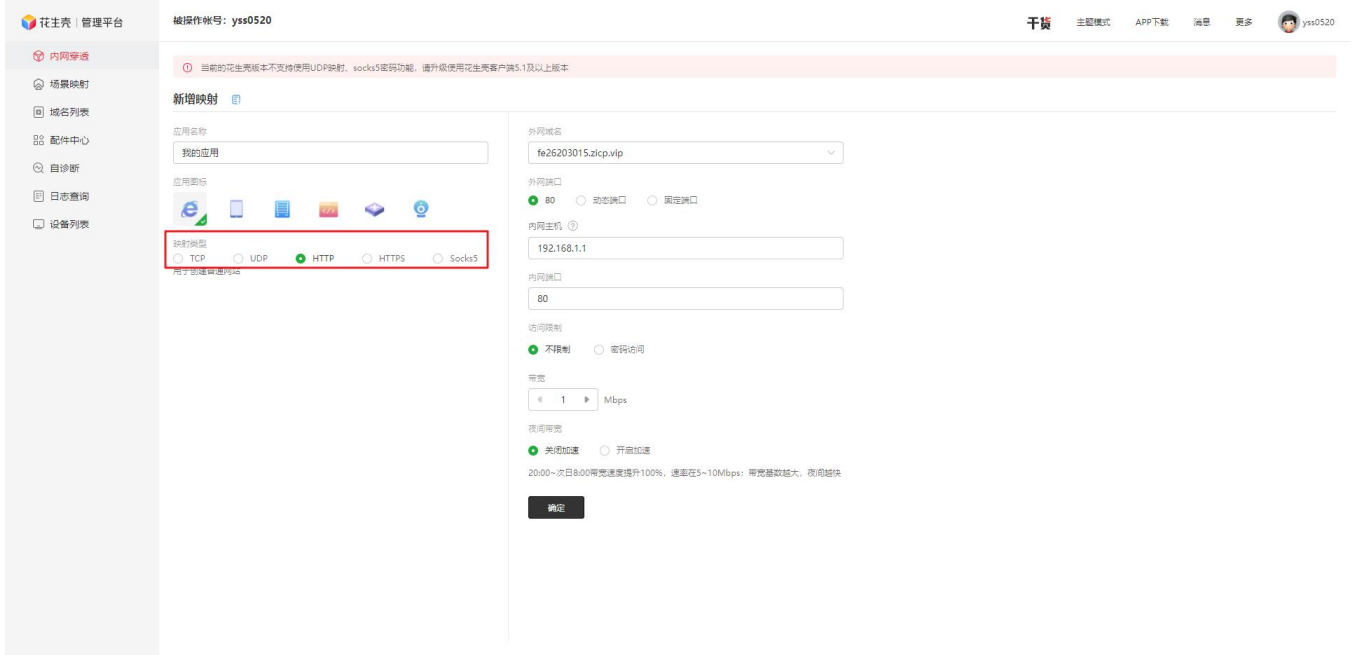 花生壳 管理平台
被操作帐号：yss0520
干货
主题模式
APP下载
消息
更多
yss0520
内网穿透
场景映射
域名列表
配件中心
自诊断
日志查询
设备列表
当前的花生壳版本不支持使用UDP映射、socks5密码功能，请升级使用花生壳客户端5.1及以上版本
新增映射
应用名称
我的应用
应用图标
映射类型
TCP UDP HTTP HTTPS Socks5
用于创建普通网站
外网域名
fe26203015.zicp.vip
外网端口
80 动态端口 固定端口
内网主机
192.168.1.1
内网端口
80
访问限制
不限制 密码访问
带宽
1 Mbps
夜间带宽
关闭加速 开启加速
20:00~次日8:00带宽速度提升100%，速率在5~10Mbps；带宽基数越大，夜间越快
确定